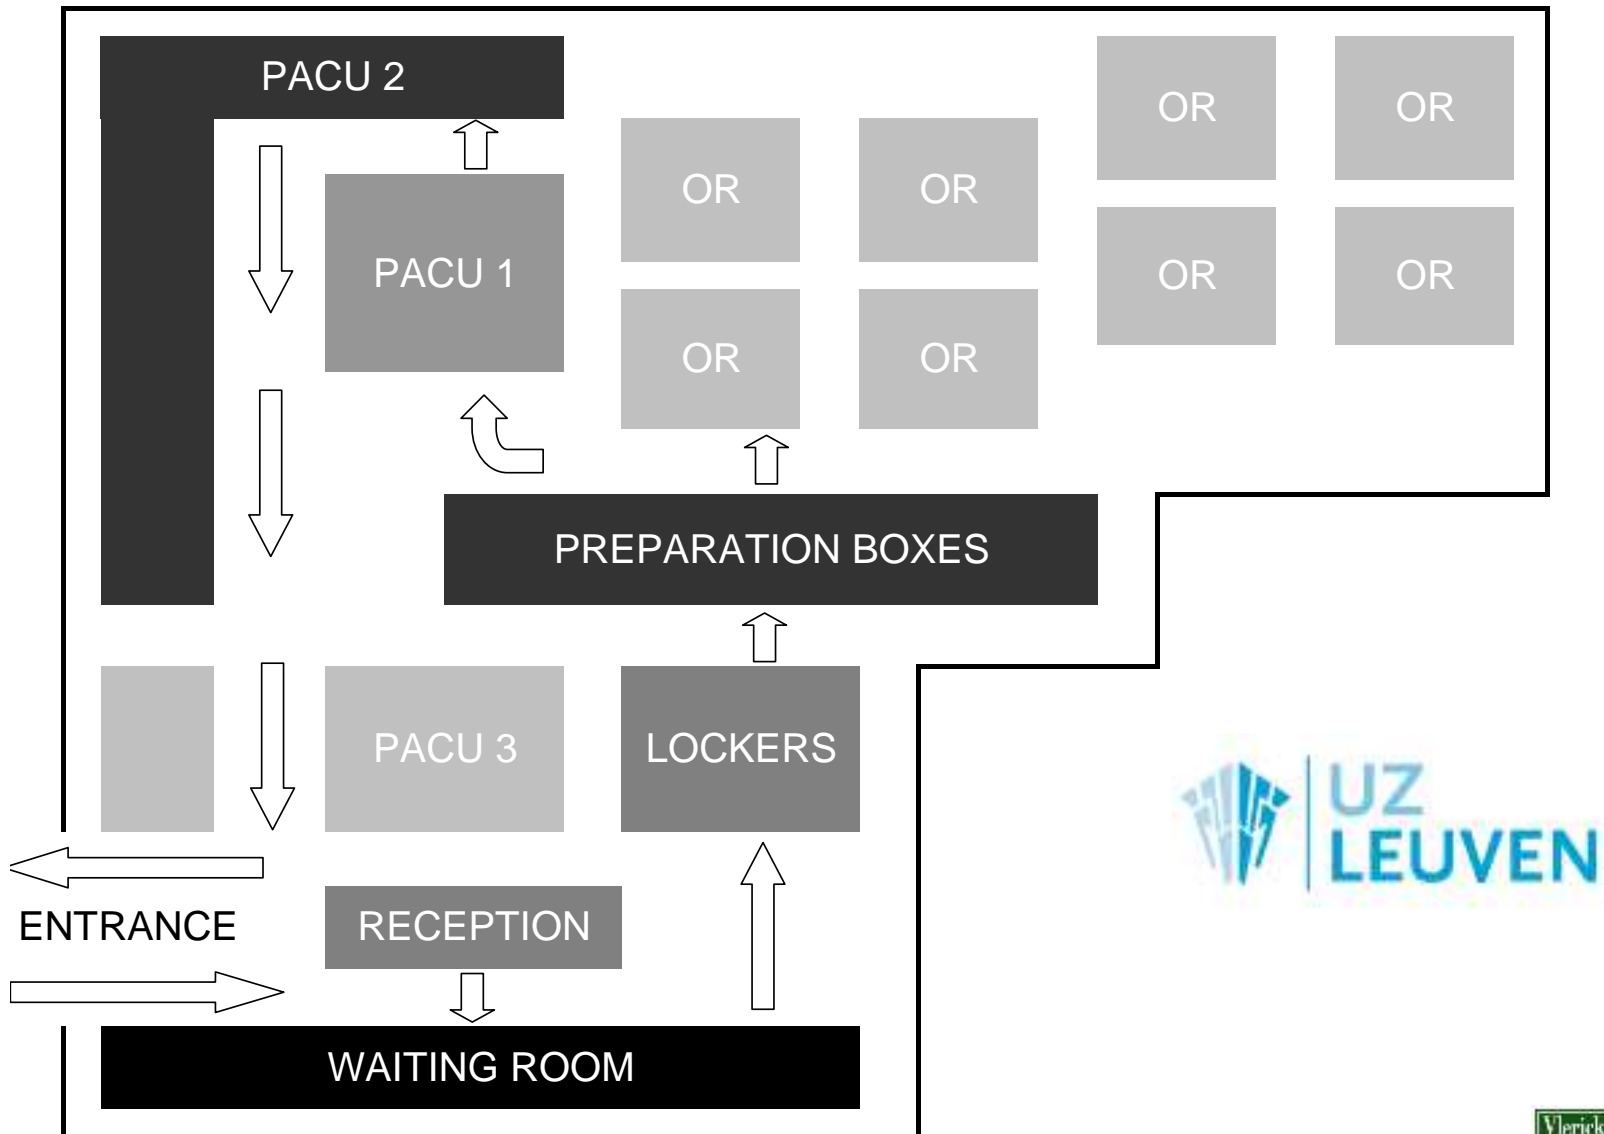 PACU 2
OR
OR
OR
OR
PACU 1
OR
OR
OR
OR
PREPARATION BOXES
PACU 3
LOCKERS
UZ
LEUVEN
ENTRANCE
RECEPTION
WAITING ROOM
Vlerick